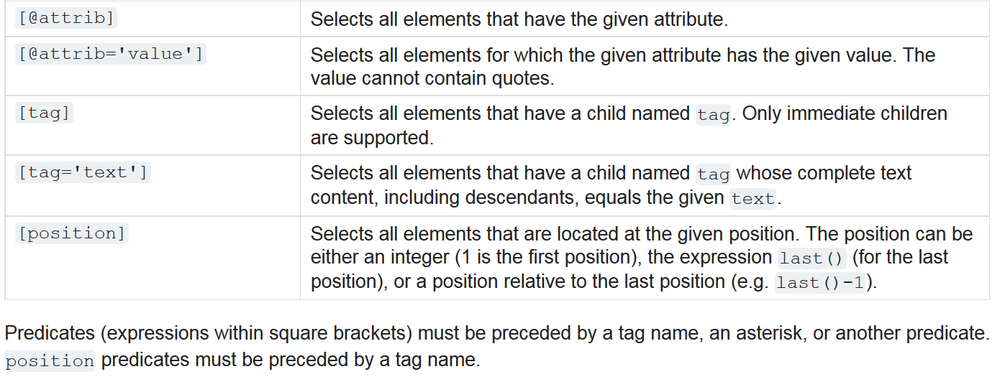 [@attrib] Selects all elements that have the given attribute.
[@attrib='value'] Selects all elements for which the given attribute has the given value. The
value cannot contain quotes.
[tag] Selects all elements that have a child named tag. Only immediate children
are supported.
[tag='text'] Selects all elements that have a child named tag whose complete text
content, including descendants, equals the given text.
[position] Selects all elements that are located at the given position. The position can be
either an integer (1 is the first position), the expression last() (for the last
position), or a position relative to the last position (e.g. last()-1).
Predicates (expressions within square brackets) must be preceded by a tag name, an asterisk, or another predicate.
position predicates must be preceded by a tag name.